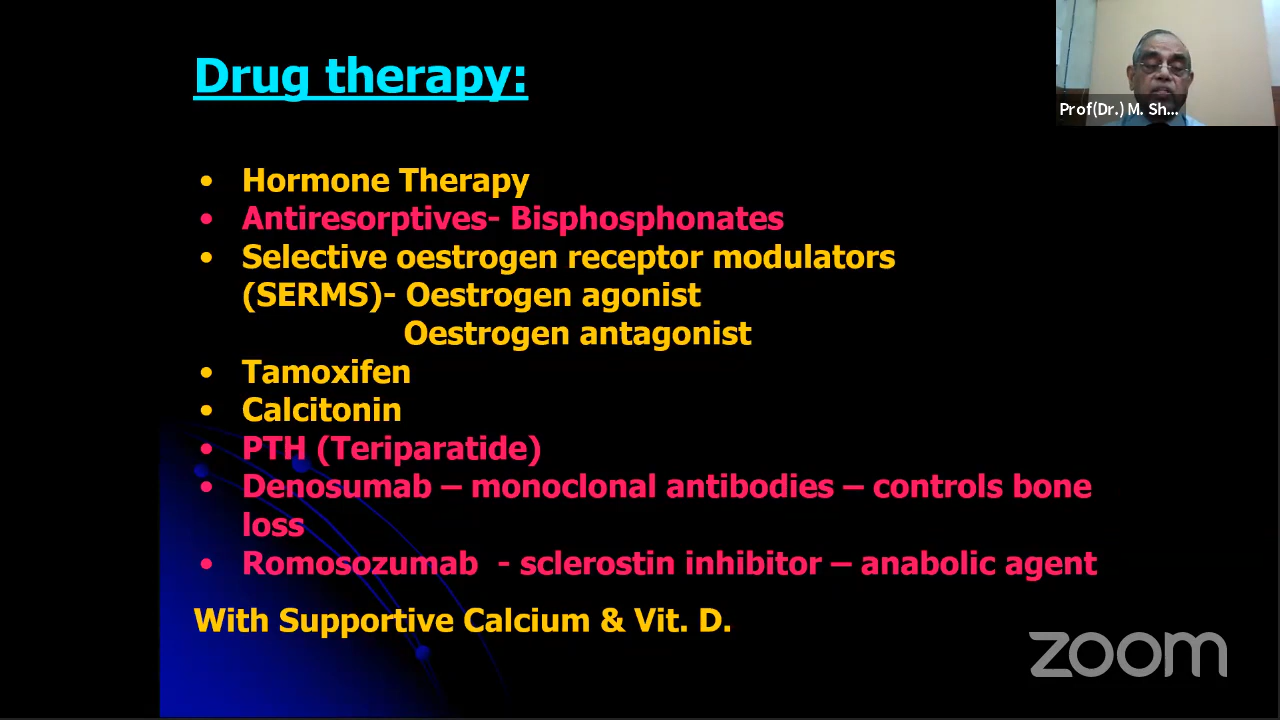 Drug therapy:
Prof(Dr.) M. Sh...
• Hormone Therapy
• Antiresorptives- Bisphosphonates
• Selective oestrogen receptor modulators
(SERMS)- Oestrogen agonist
Oestrogen antagonist
• Tamoxifen
• Calcitonin
• PTH (Teriparatide)
• Denosumab – monoclonal antibodies – controls bone
loss
• Romosozumab - sclerostin inhibitor – anabolic agent
With Supportive Calcium & Vit. D.
zoom